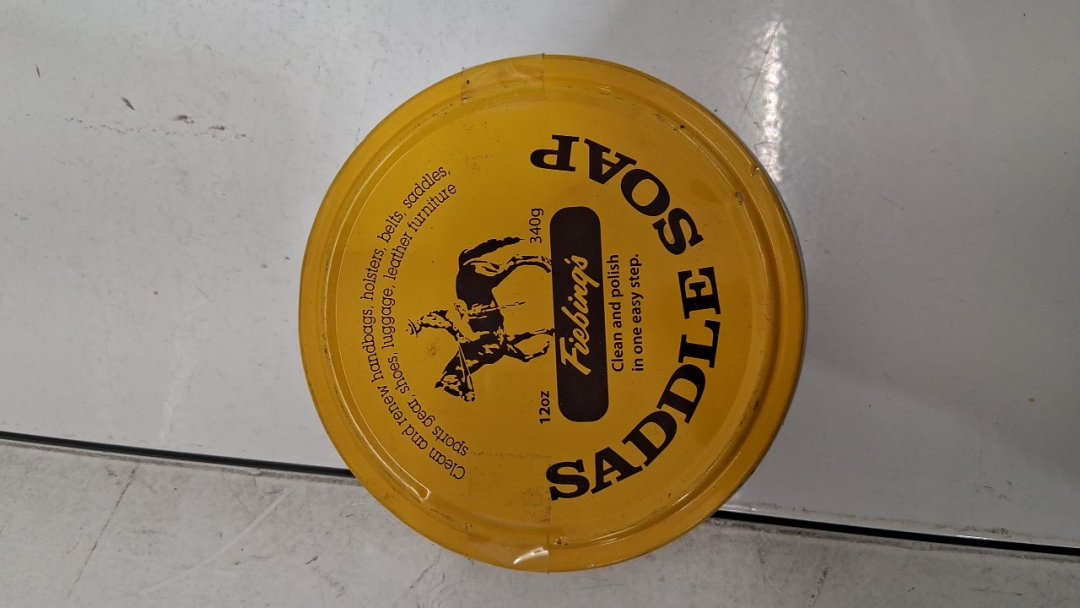 Clean and renew handbags, holsters, belts, saddles,
sports gear, shoes, luggage, leather furniture
12oz 340g
Fiebing's
Clean and polish
in one easy step.
SADDLE SOAP